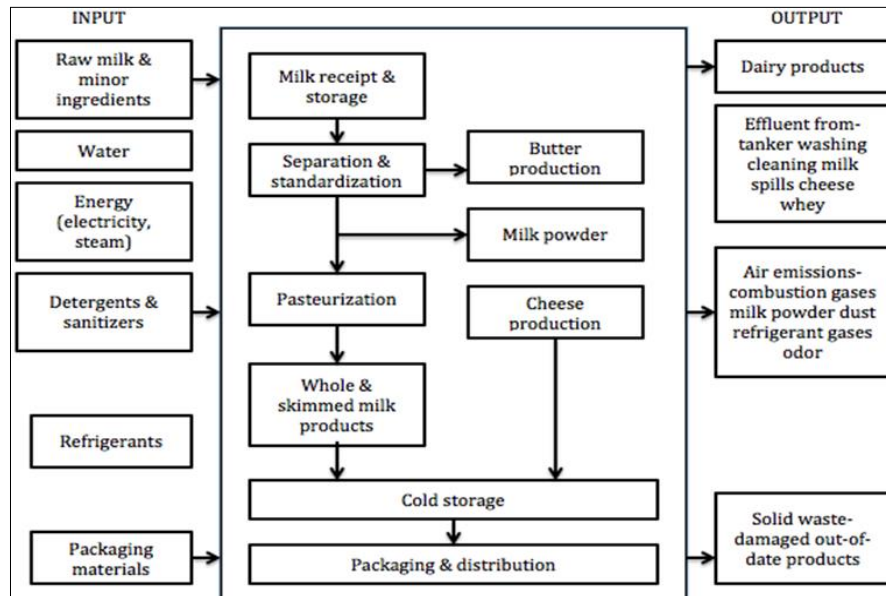 INPUT
OUTPUT
Raw milk &
minor
ingredients
Water
Energy
(electricity,
steam)
Detergents &
sanitizers
Refrigerants
Packaging
materials
Milk receipt &
storage
Separation &
standardization
Butter
production
Milk powder
Pasteurization
Cheese
production
Whole &
skimmed milk
products
Cold storage
Packaging & distribution
Dairy products
Effluent from-
tanker washing
cleaning milk
spills cheese
whey
Air emissions-
combustion gases
milk powder dust
refrigerant gases
odor
Solid waste-
damaged out-of-
date products